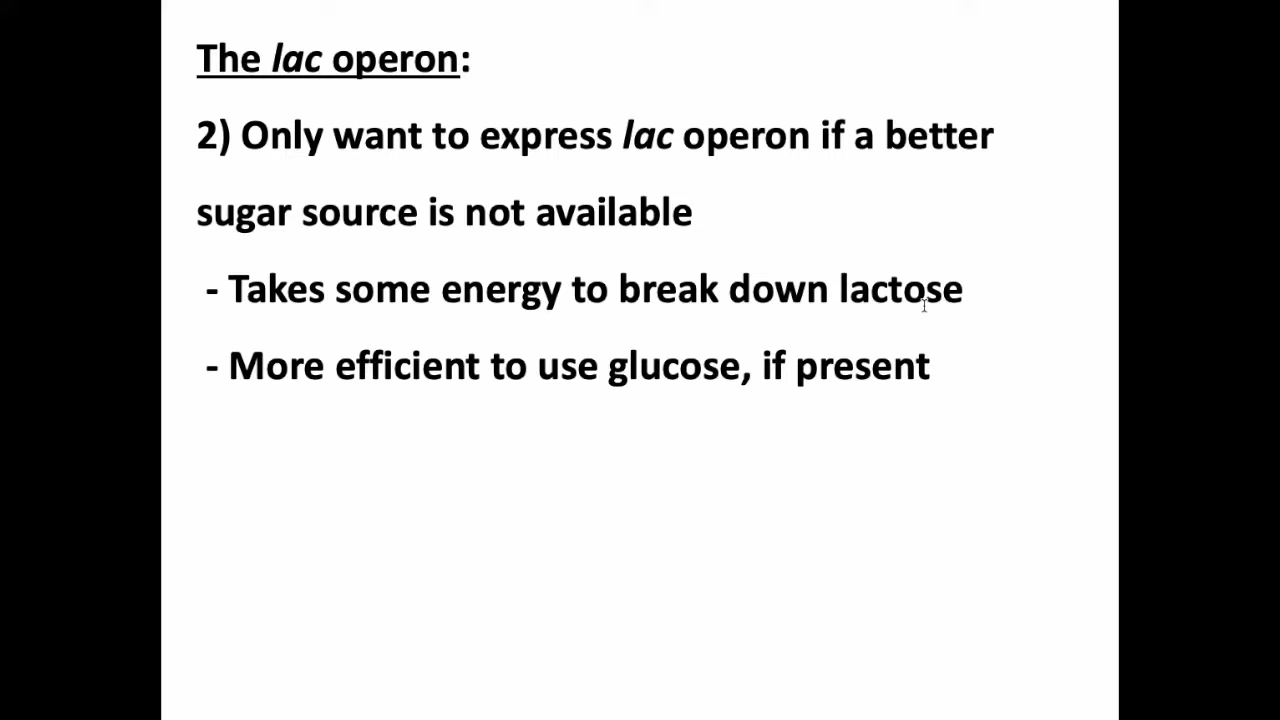 The lac operon:
2) Only want to express lac operon if a better
sugar source is not available
- Takes some energy to break down lactose
- More efficient to use glucose, if present